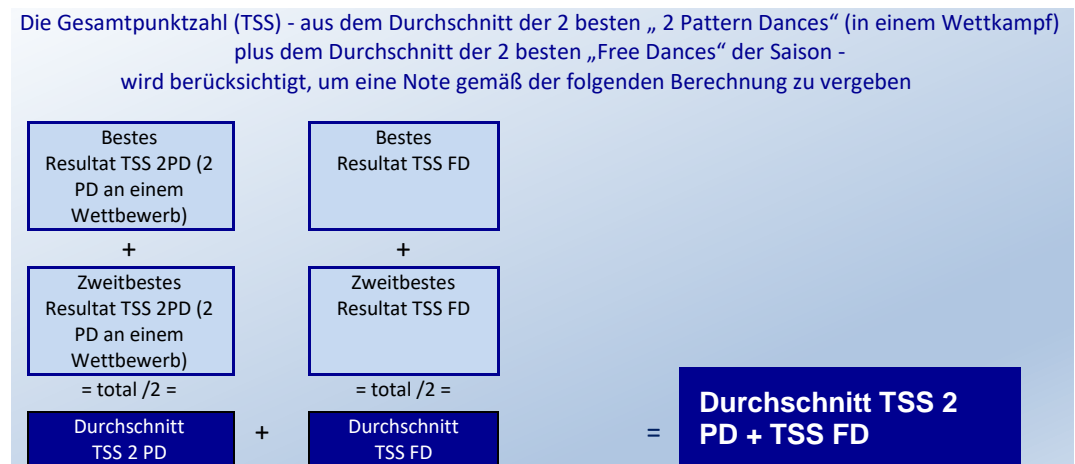 Die Gesamtpunktzahl (TSS) - aus dem Durchschnitt der 2 besten „ 2 Pattern Dances“ (in einem Wettkampf)
plus dem Durchschnitt der 2 besten „Free Dances“ der Saison -
wird berücksichtigt, um eine Note gemäß der folgenden Berechnung zu vergeben
Bestes
Resultat TSS 2PD (2
PD an einem
Wettbewerb)
Bestes
Resultat TSS FD
+
+
Zweitbestes
Resultat TSS 2PD (2
PD an einem
Wettbewerb)
Zweitbestes
Resultat TSS FD
= total /2 =
= total /2 =
Durchschnitt
TSS 2 PD
+
Durchschnitt
TSS FD
=
Durchschnitt TSS 2
PD + TSS FD